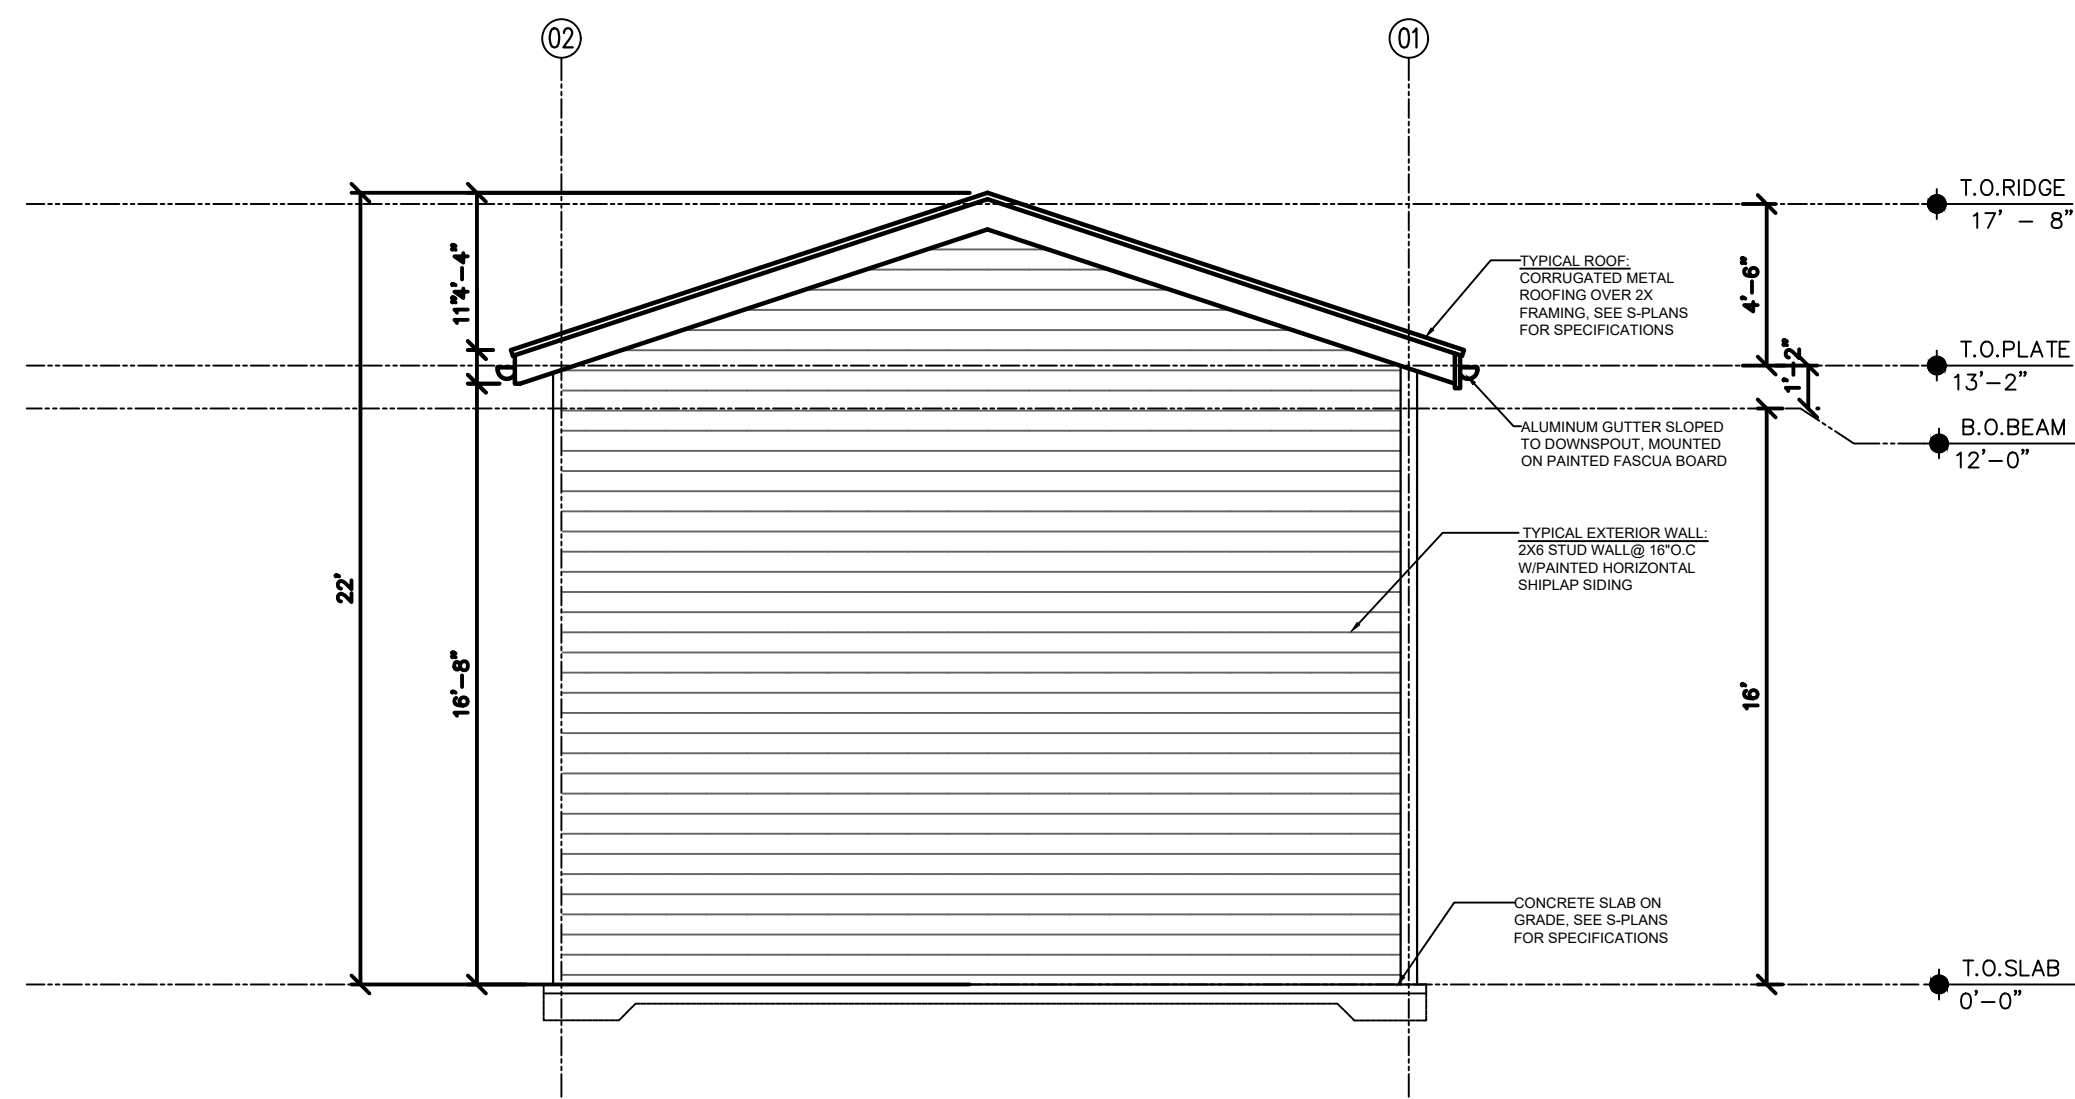 02
01
T.O.RIDGE
17' - 8"
4'-4"
11"
4'-6"
TYPICAL ROOF:
CORRUGATED METAL
ROOFING OVER 2X
FRAMING, SEE S-PLANS
FOR SPECIFICATIONS
T.O.PLATE
13'-2"
1'-2"
ALUMINUM GUTTER SLOPED
TO DOWNSPOUT, MOUNTED
ON PAINTED FASCUA BOARD
B.O.BEAM
12'-0"
TYPICAL EXTERIOR WALL:
2X6 STUD WALL@ 16"O.C
W/PAINTED HORIZONTAL
SHIPLAP SIDING
22'
16'-8"
16'
CONCRETE SLAB ON
GRADE, SEE S-PLANS
FOR SPECIFICATIONS
T.O.SLAB
0'-0"